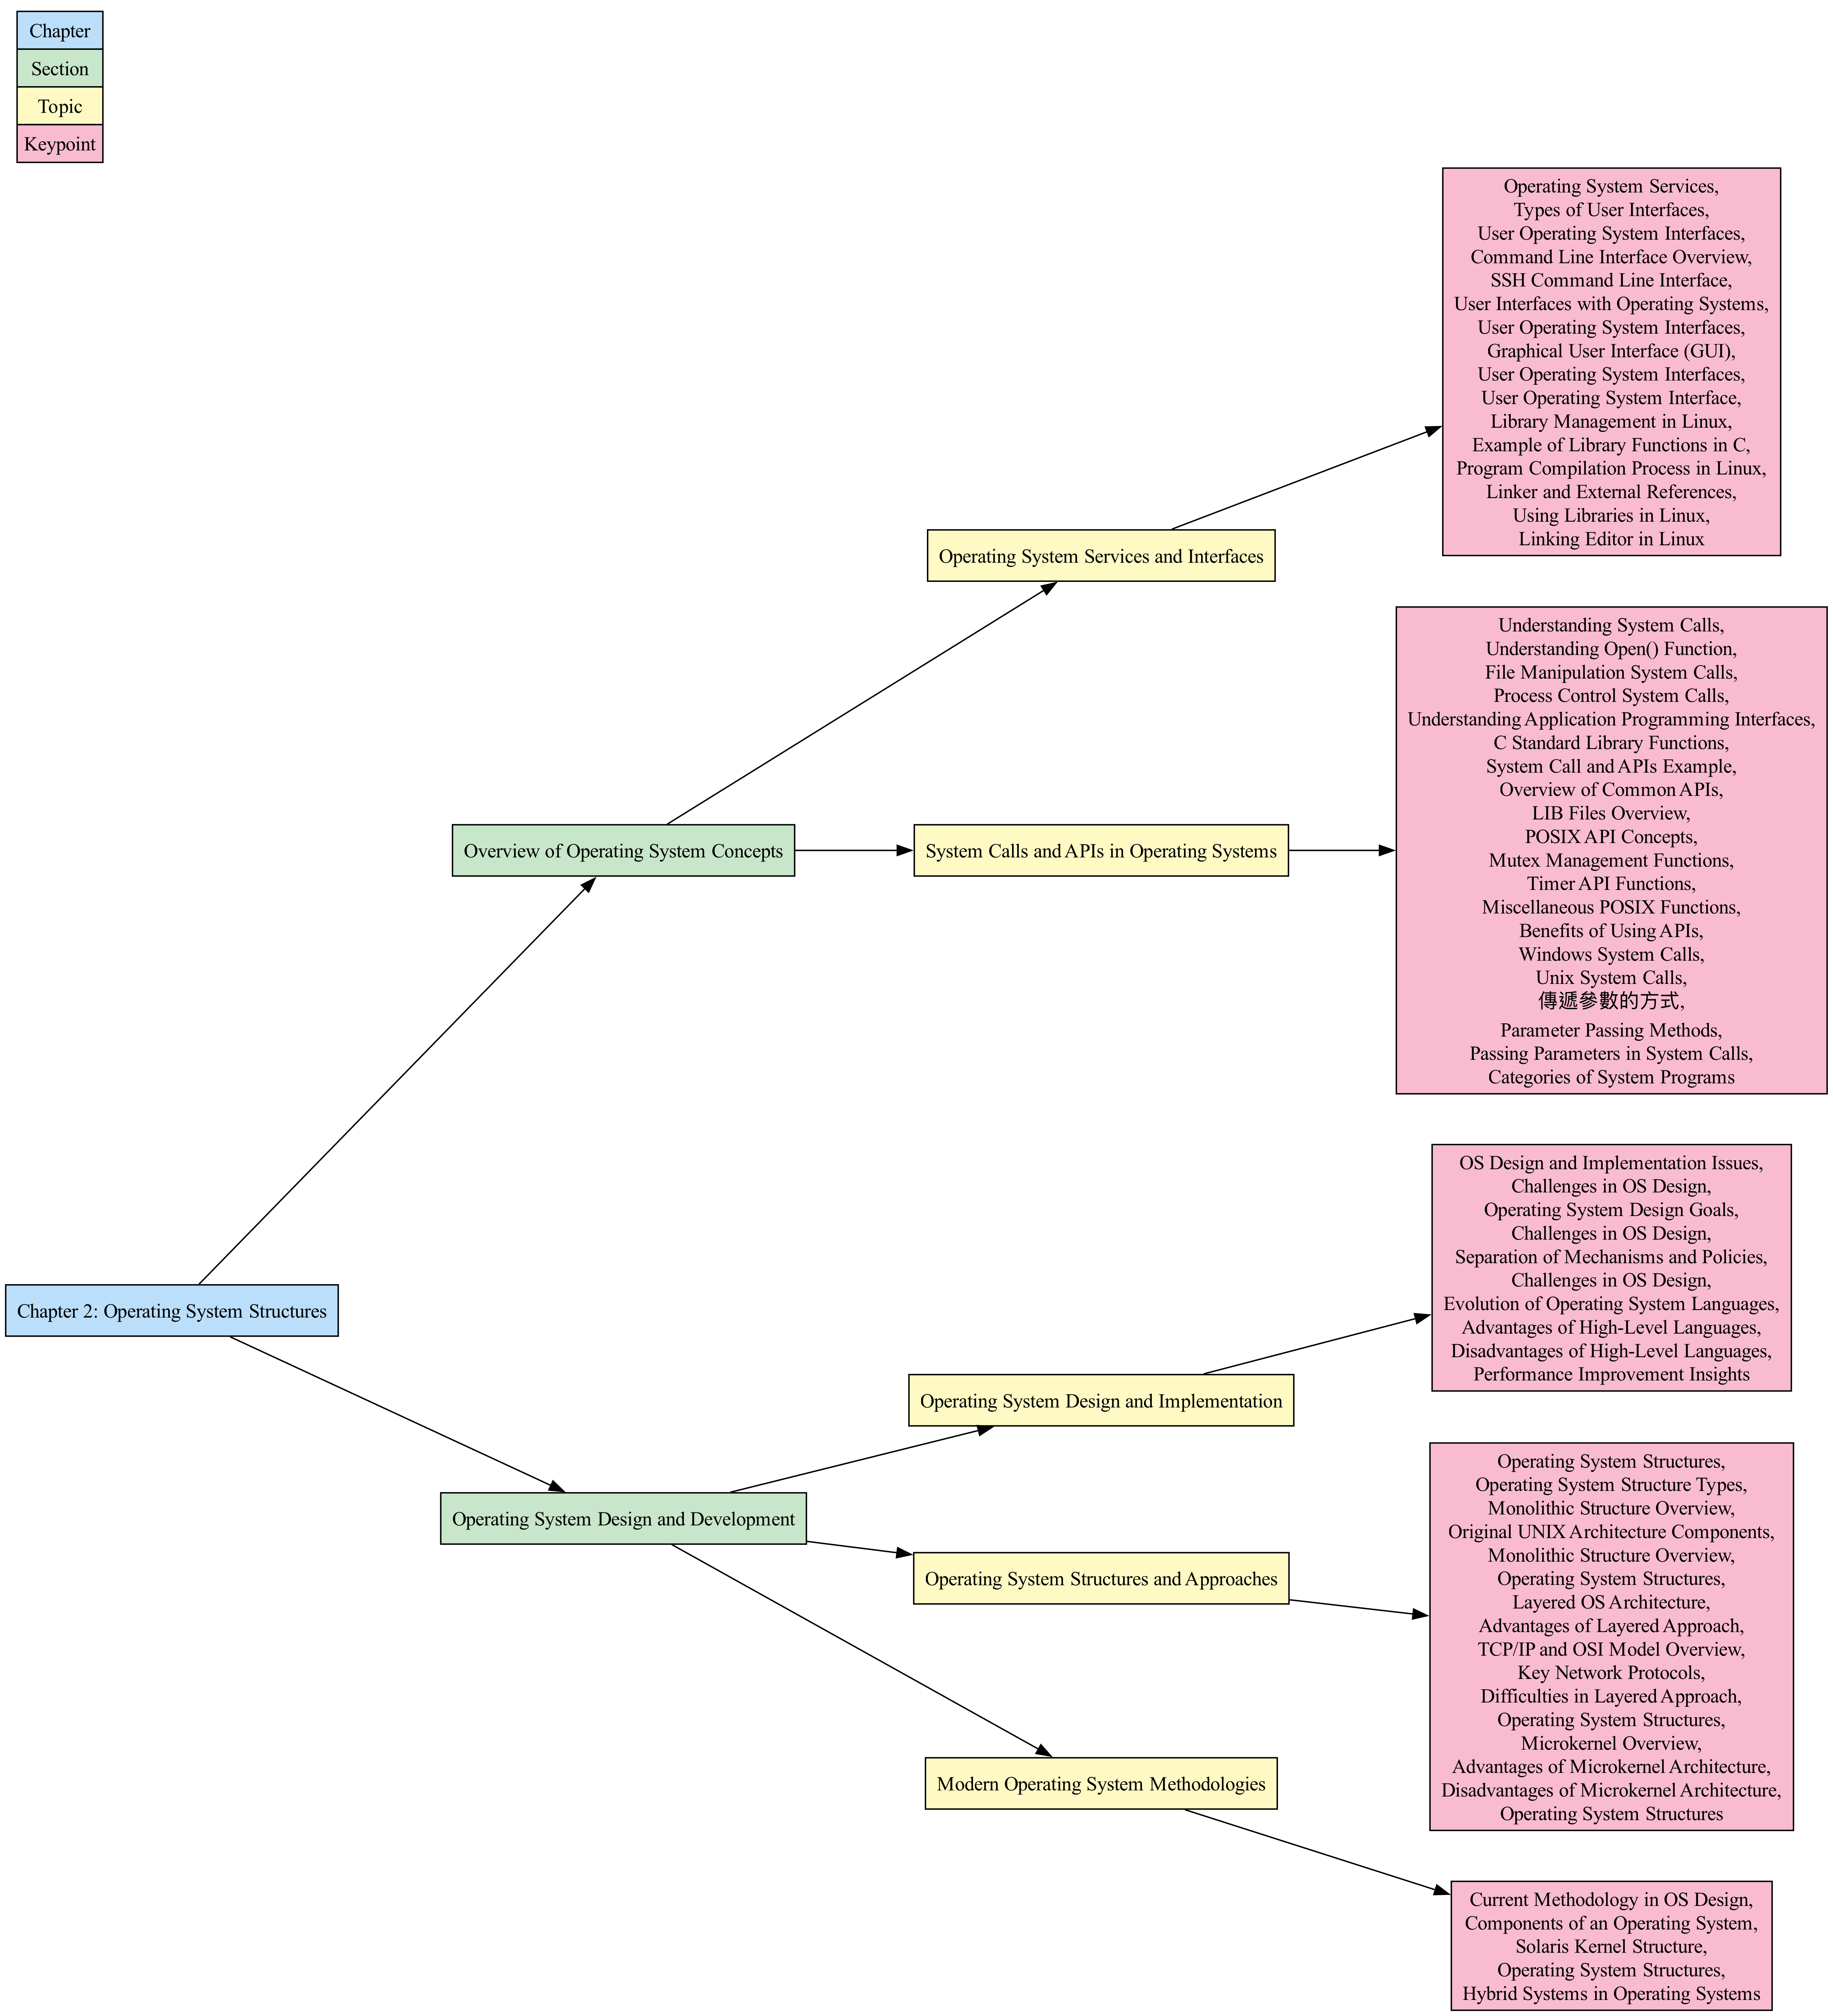 Chapter
Section
Topic
Keypoint
Operating System Services,
Types of User Interfaces,
User Operating System Interfaces,
Command Line Interface Overview,
SSH Command Line Interface,
User Interfaces with Operating Systems,
User Operating System Interfaces,
Graphical User Interface (GUI),
User Operating System Interfaces,
User Operating System Interface,
Library Management in Linux,
Example of Library Functions in C,
Program Compilation Process in Linux,
Linker and External References,
Using Libraries in Linux,
Linking Editor in Linux
Operating System Services and Interfaces
Understanding System Calls,
Understanding Open() Function,
File Manipulation System Calls,
Process Control System Calls,
Understanding Application Programming Interfaces,
C Standard Library Functions,
System Call and APIs Example,
Overview of Common APIs,
LIB Files Overview,
POSIX API Concepts,
Mutex Management Functions,
Timer API Functions,
Miscellaneous POSIX Functions,
Benefits of Using APIs,
Windows System Calls,
Unix System Calls,
傳遞參數的方式,
Parameter Passing Methods,
Passing Parameters in System Calls,
Categories of System Programs
Overview of Operating System Concepts
System Calls and APIs in Operating Systems
Chapter 2: Operating System Structures
OS Design and Implementation Issues,
Challenges in OS Design,
Operating System Design Goals,
Challenges in OS Design,
Separation of Mechanisms and Policies,
Challenges in OS Design,
Evolution of Operating System Languages,
Advantages of High-Level Languages,
Disadvantages of High-Level Languages,
Performance Improvement Insights
Operating System Design and Implementation
Operating System Design and Development
Operating System Structures and Approaches
Operating System Structures,
Operating System Structure Types,
Monolithic Structure Overview,
Original UNIX Architecture Components,
Monolithic Structure Overview,
Operating System Structures,
Layered OS Architecture,
Advantages of Layered Approach,
TCP/IP and OSI Model Overview,
Key Network Protocols,
Difficulties in Layered Approach,
Operating System Structures,
Microkernel Overview,
Advantages of Microkernel Architecture,
Disadvantages of Microkernel Architecture,
Operating System Structures
Modern Operating System Methodologies
Current Methodology in OS Design,
Components of an Operating System,
Solaris Kernel Structure,
Operating System Structures,
Hybrid Systems in Operating Systems